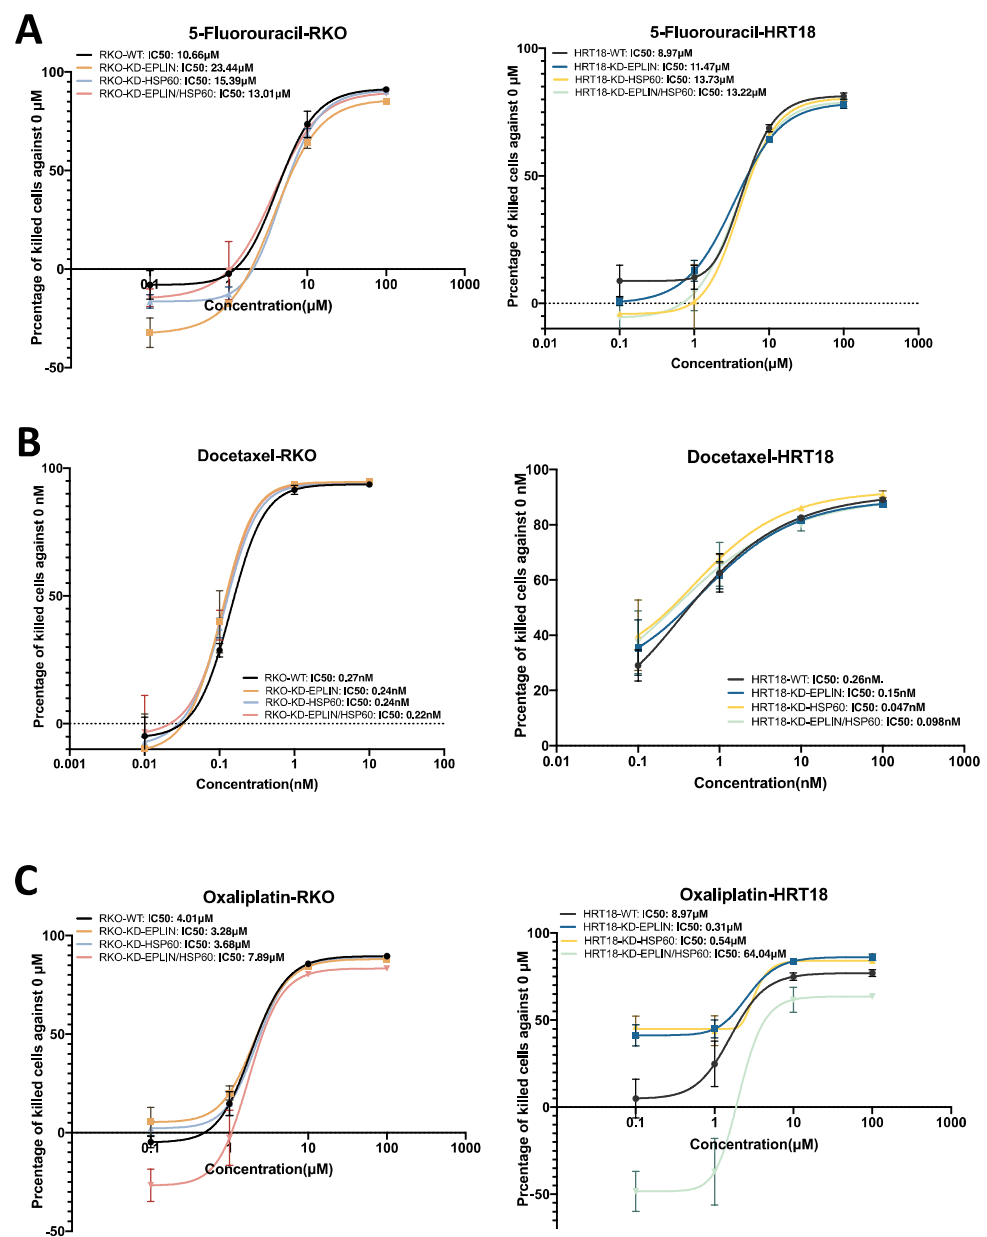 A
5-Fluorouracil-RKO
RKO-WT: IC50: 10.66µM
RKO-KD-EPLIN: IC50: 23.44µM
RKO-KD-HSP60: IC50: 15.39µM
RKO-KD-EPLIN/HSP60: IC50: 13.01µM
Prcentage of killed cells against 0 µM
100
50
0
-50
0.1
1
10
100
1000
Concentration(µM)
5-Fluorouracil-HRT18
HRT18-WT: IC50: 8.97µM
HRT18-KD-EPLIN: IC50: 11.47µM
HRT18-KD-HSP60: IC50: 13.73µM
HRT18-KD-EPLIN/HSP60: IC50: 13.22µM
Prcentage of killed cells against 0 µM
100
50
0
0.01
0.1
1
10
100
1000
Concentration(µM)
B
Docetaxel-RKO
Prcentage of killed cells against 0 nM
100
50
0
RKO-WT: IC50: 0.27nM
RKO-KD-EPLIN: IC50: 0.24nM
RKO-KD-HSP60: IC50: 0.24nM
RKO-KD-EPLIN/HSP60: IC50: 0.22nM
0.001
0.01
0.1
1
10
100
Concentration(nM)
Docetaxel-HRT18
Prcentage of killed cells against 0 nM
100
80
60
40
20
0
HRT18-WT: IC50: 0.26nM.
HRT18-KD-EPLIN: IC50: 0.15nM
HRT18-KD-HSP60: IC50: 0.047nM
HRT18-KD-EPLIN/HSP60: IC50: 0.098nM
0.01
0.1
1
10
100
1000
Concentration(nM)
C
Oxaliplatin-RKO
RKO-WT: IC50: 4.01µM
RKO-KD-EPLIN: IC50: 3.28µM
RKO-KD-HSP60: IC50: 3.68µM
RKO-KD-EPLIN/HSP60: IC50: 7.89µM
Prcentage of killed cells against 0 µM
100
50
0
-50
0.1
1
10
100
1000
Concentration(µM)
Oxaliplatin-HRT18
HRT18-WT: IC50: 8.97µM
HRT18-KD-EPLIN: IC50: 0.31µM
HRT18-KD-HSP60: IC50: 0.54µM
HRT18-KD-EPLIN/HSP60: IC50: 64.04µM
Prcentage of killed cells against 0 µM
100
50
0
-50
0.1
1
10
100
1000
Concentration(µM)